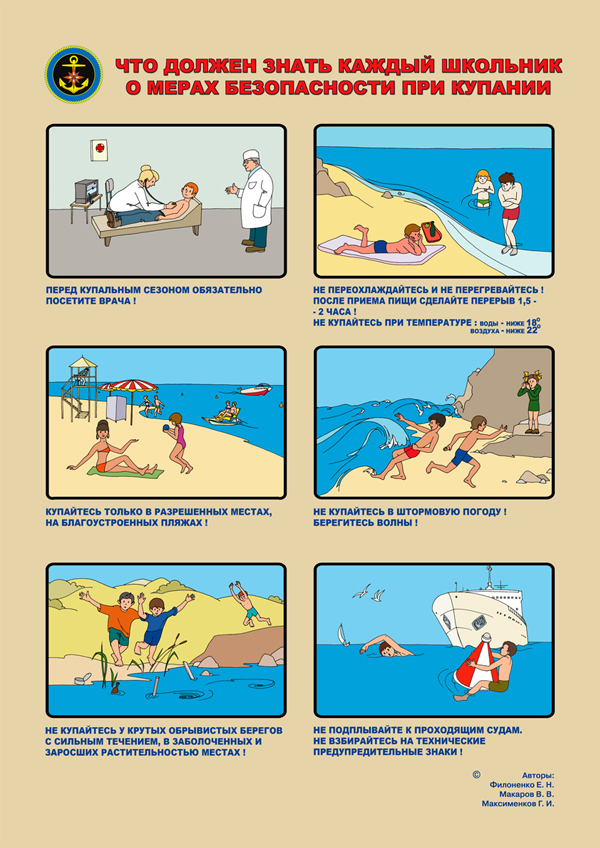 ЧТО ДОЛЖЕН ЗНАТЬ КАЖДЫЙ ШКОЛЬНИК
О МЕРАХ БЕЗОПАСНОСТИ ПРИ КУПАНИИ
ПЕРЕД КУПАЛЬНЫМ СЕЗОНОМ ОБЯЗАТЕЛЬНО
ПОСЕТИТЕ ВРАЧА !
НЕ ПЕРЕОХЛАЖДАЙТЕСЬ И НЕ ПЕРЕГРЕВАЙТЕСЬ !
ПОСЛЕ ПРИЕМА ПИЩИ СДЕЛАЙТЕ ПЕРЕРЫВ 1,5 -
- 2 ЧАСА !
НЕ КУПАЙТЕСЬ ПРИ ТЕМПЕРАТУРЕ : ВОДЫ - НИЖЕ 18°
ВОЗДУХА - НИЖЕ 22°
КУПАЙТЕСЬ ТОЛЬКО В РАЗРЕШЕННЫХ МЕСТАХ,
НА БЛАГОУСТРОЕННЫХ ПЛЯЖАХ !
НЕ КУПАЙТЕСЬ В ШТОРМОВУЮ ПОГОДУ !
БЕРЕГИТЕСЬ ВОЛНЫ !
НЕ КУПАЙТЕСЬ У КРУТЫХ ОБРЫВИСТЫХ БЕРЕГОВ
С СИЛЬНЫМ ТЕЧЕНИЕМ, В ЗАБОЛОЧЕННЫХ И
ЗАРОСШИХ РАСТИТЕЛЬНОСТЬЮ МЕСТАХ !
НЕ ПОДПЛЫВАЙТЕ К ПРОХОДЯЩИМ СУДАМ.
НЕ ВЗБИРАЙТЕСЬ НА ТЕХНИЧЕСКИЕ
ПРЕДУПРЕДИТЕЛЬНЫЕ ЗНАКИ !
© Авторы:
Филоненко Е. Н.
Макаров В. В.
Максименков Г. И.